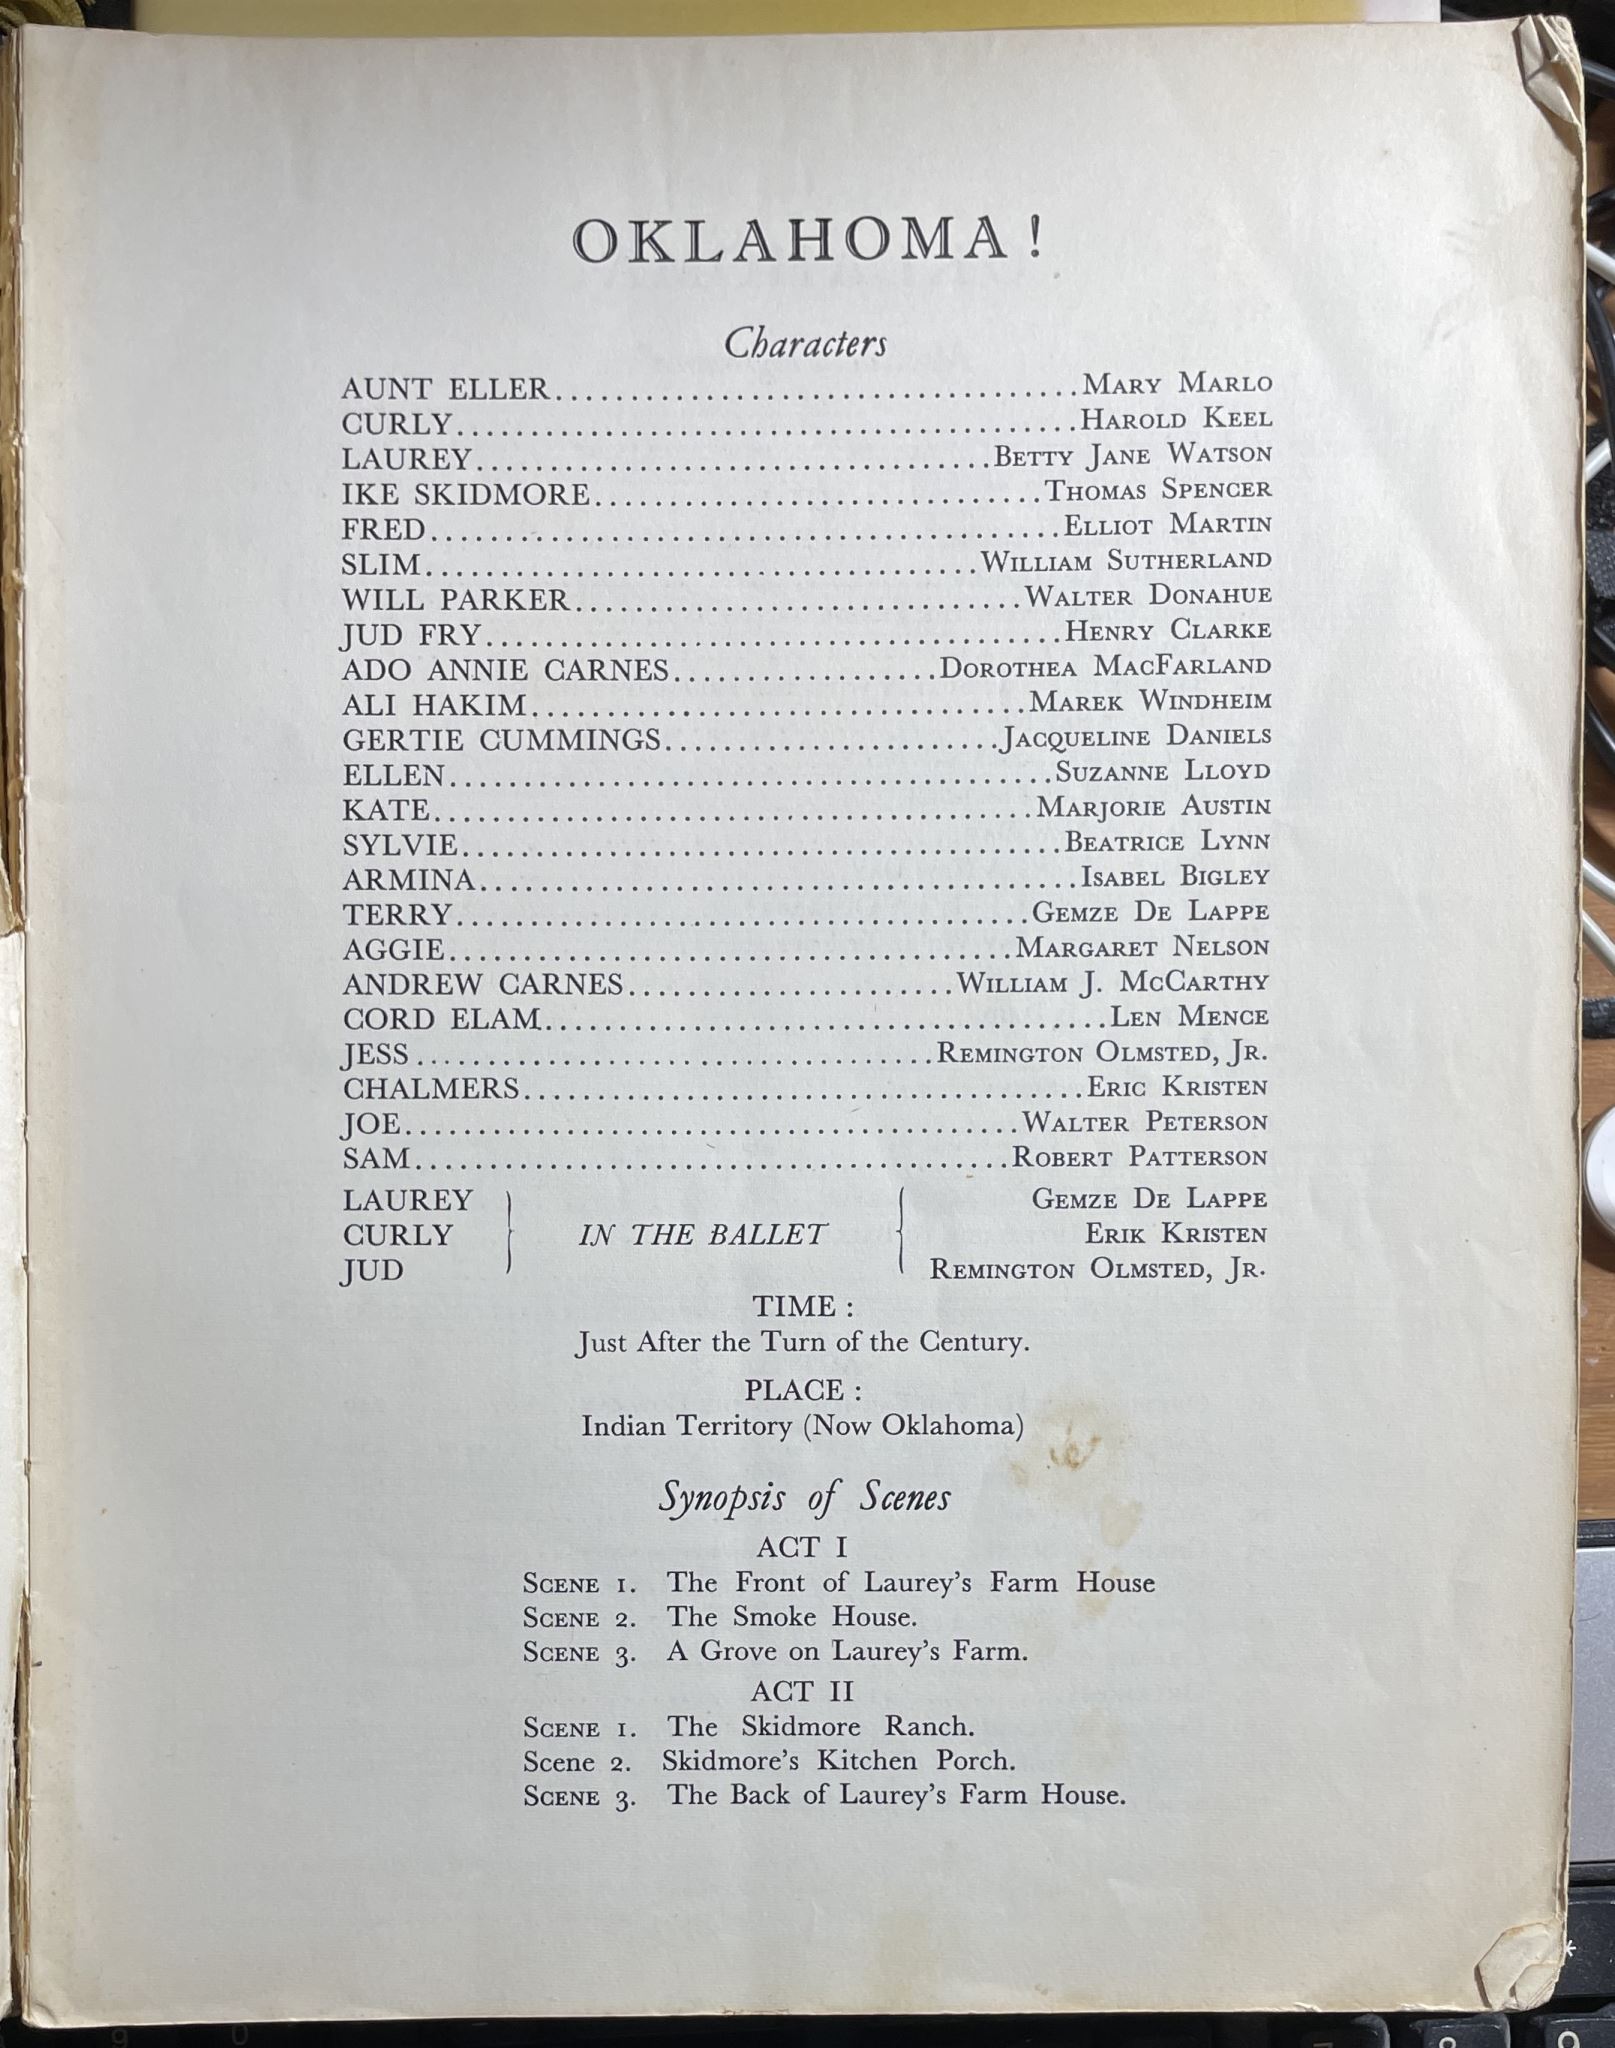 OKLAHOMA!
Characters
AUNT ELLER...................................MARY MARLO
CURLY..........................................HAROLD KEEL
LAUREY...................................BETTY JANE WATSON
IKE SKIDMORE..............................THOMAS SPENCER
FRED..........................................ELLIOT MARTIN
SLIM.....................................WILLIAM SUTHERLAND
WILL PARKER..............................WALTER DONAHUE
JUD FRY.......................................HENRY CLARKE
ADO ANNIE CARNES..................DOROTHEA MACFARLAND
ALI HAKIM.................................MAREK WINDHEIM
GERTIE CUMMINGS.......................JACQUELINE DANIELS
ELLEN.........................................SUZANNE LLOYD
KATE........................................MARJORIE AUSTIN
SYLVIE........................................BEATRICE LYNN
ARMINA........................................ISABEL BIGLEY
TERRY.......................................GEMZE DE LAPPE
AGGIE......................................MARGARET NELSON
ANDREW CARNES......................WILLIAM J. MCCARTHY
CORD ELAM......................................LEN MENCE
JESS...................................REMINGTON OLMSTED, JR.
CHALMERS......................................ERIC KRISTEN
JOE..........................................WALTER PETERSON
SAM........................................ROBERT PATTERSON
LAUREY GEMZE DE LAPPE
CURLY IN THE BALLET ERIK KRISTEN
JUD REMINGTON OLMSTED, JR.
TIME :
Just After the Turn of the Century.
PLACE :
Indian Territory (Now Oklahoma)
Synopsis of Scenes
ACT I
SCENE 1. The Front of Laurey's Farm House
SCENE 2. The Smoke House.
SCENE 3. A Grove on Laurey's Farm.
ACT II
SCENE 1. The Skidmore Ranch.
Scene 2. Skidmore's Kitchen Porch.
SCENE 3. The Back of Laurey's Farm House.